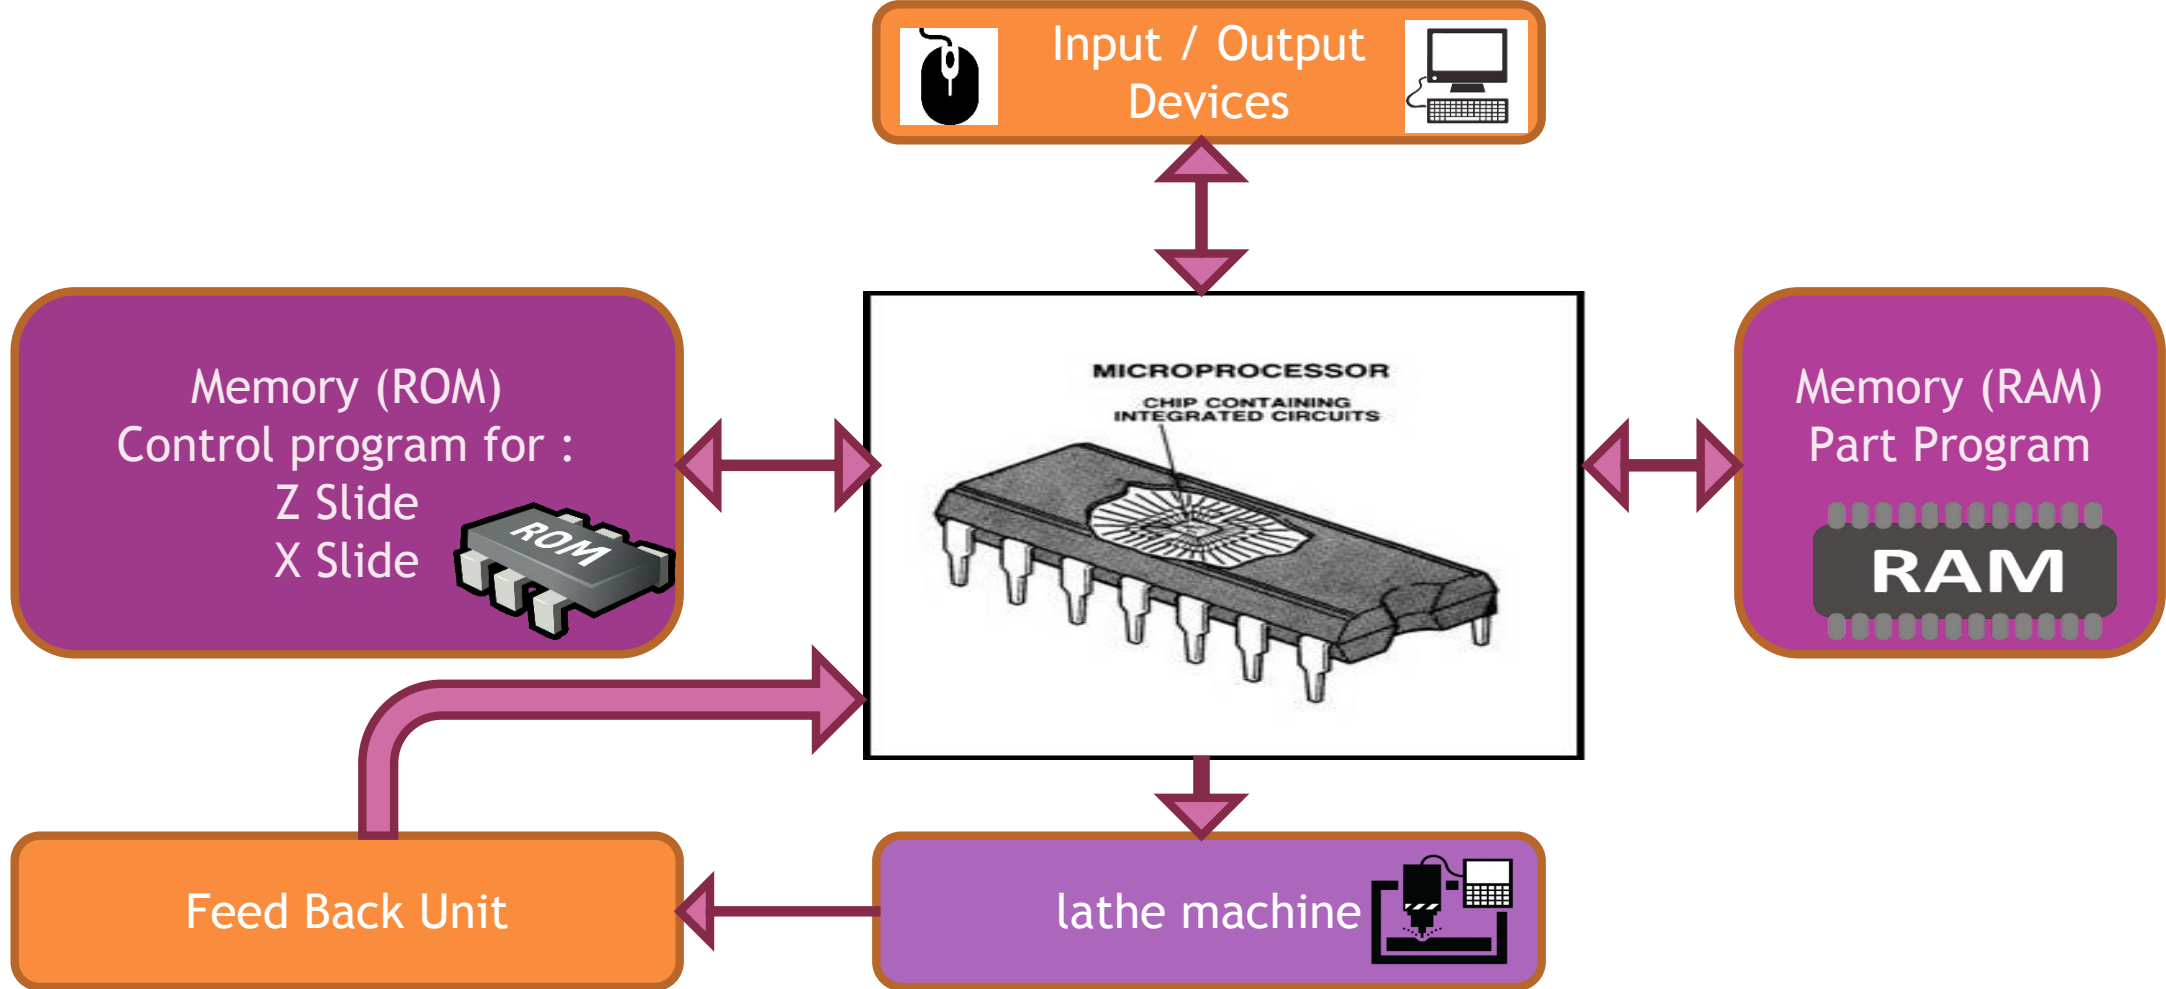 Input / Output
Devices
Memory (ROM)
Control program for :
Z Slide
X Slide
ROM
MICROPROCESSOR
CHIP CONTAINING
INTEGRATED CIRCUITS
Memory (RAM)
Part Program
RAM
Feed Back Unit
lathe machine